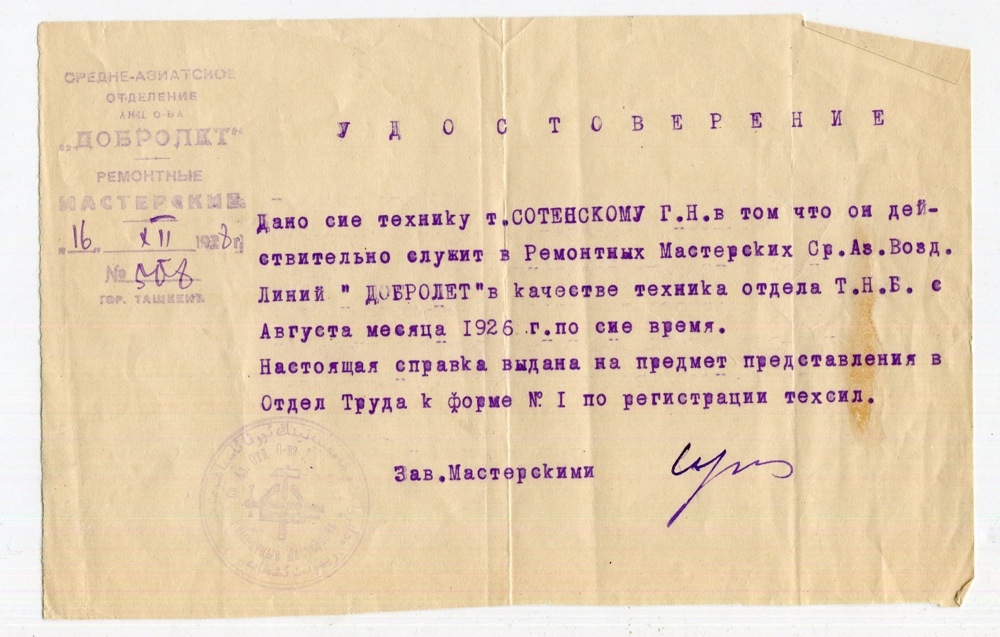 СРЕДНЕ-АЗИАТСКОЕ
ОТДЕЛЕНИЕ
АКЦ. О-ВА
„ДОБРОЛЕТ“
РЕМОНТНЫЕ
МАСТЕРСКИЕ
„16„ XII 1928 г.
№ 508
ГОР. ТАШКЕНТ.
УДОСТОВЕРЕНИЕ
Дано сие технику т.СОТЕНСКОМУ Г.Н.в том что он дей-
ствительно служит в Ремонтных Мастерских Ср.Аз.Возд.
Линий " ДОБРОЛЕТ"в качестве техника отдела Т.Н.Б. с
Августа месяца 1926 г.по сие время.
Настоящая справка выдана на предмет представления в
Отдел Труда к форме № I по регистрации техсил.
Зав.Мастерскими